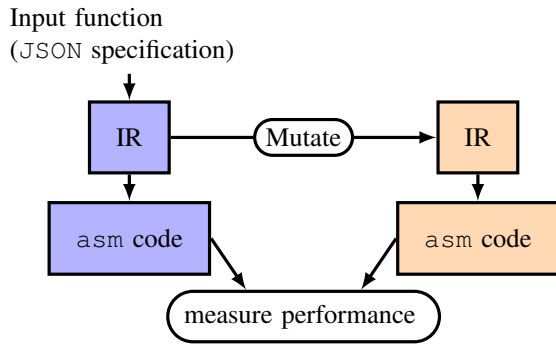 Input function
(JSON specification)
IR
Mutate
IR
asm code
asm code
measure performance